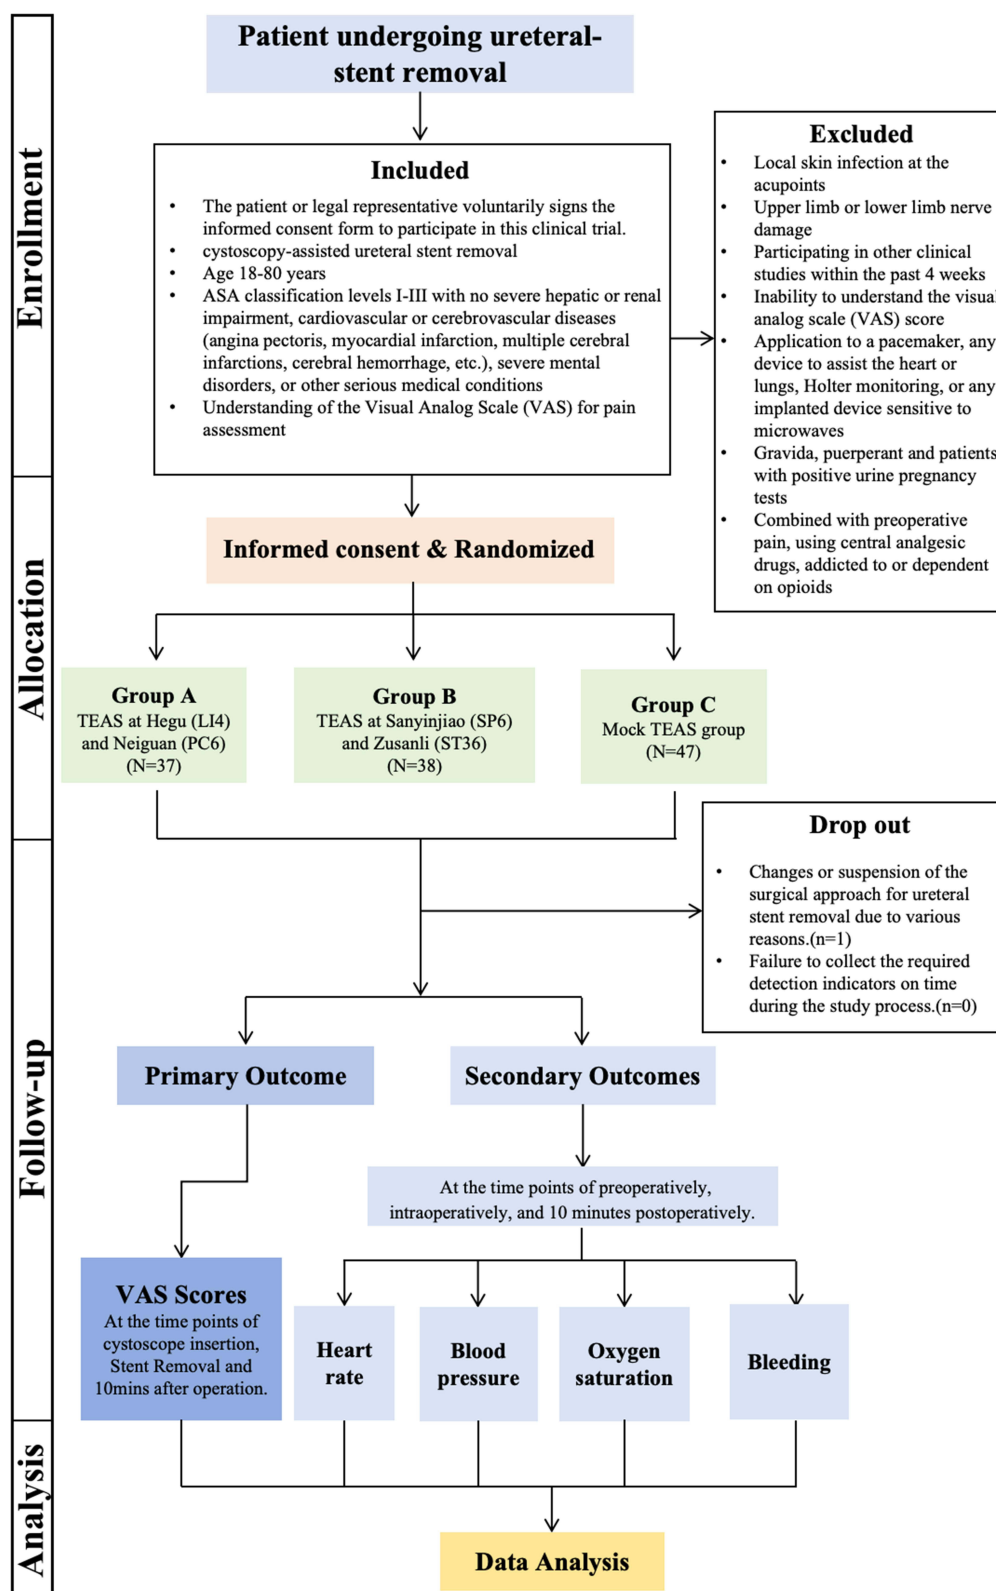 Enrollment
Patient undergoing ureteral-
stent removal
Included
• The patient or legal representative voluntarily signs the
informed consent form to participate in this clinical trial.
• cystoscopy-assisted ureteral stent removal
• Age 18-80 years
• ASA classification levels I-III with no severe hepatic or renal
impairment, cardiovascular or cerebrovascular diseases
(angina pectoris, myocardial infarction, multiple cerebral
infarctions, cerebral hemorrhage, etc.), severe mental
disorders, or other serious medical conditions
• Understanding of the Visual Analog Scale (VAS) for pain
assessment
Excluded
• Local skin infection at the
acupoints
• Upper limb or lower limb nerve
damage
• Participating in other clinical
studies within the past 4 weeks
• Inability to understand the visual
analog scale (VAS) score
• Application to a pacemaker, any
device to assist the heart or
lungs, Holter monitoring, or any
implanted device sensitive to
microwaves
• Gravida, puerperant and patients
with positive urine pregnancy
tests
• Combined with preoperative
pain, using central analgesic
drugs, addicted to or dependent
on opioids
Allocation
Informed consent & Randomized
Group A
TEAS at Hegu (LI4)
and Neiguan (PC6)
(N=37)
Group B
TEAS at Sanyinjiao (SP6)
and Zusanli (ST36)
(N=38)
Group C
Mock TEAS group
(N=47)
Follow-up
Drop out
• Changes or suspension of the
surgical approach for ureteral
stent removal due to various
reasons.(n=1)
• Failure to collect the required
detection indicators on time
during the study process.(n=0)
Primary Outcome
Secondary Outcomes
At the time points of preoperatively,
intraoperatively, and 10 minutes postoperatively.
VAS Scores
At the time points of
cystoscope insertion,
Stent Removal and
10mins after operation.
Heart
rate
Blood
pressure
Oxygen
saturation
Bleeding
Analysis
Data Analysis